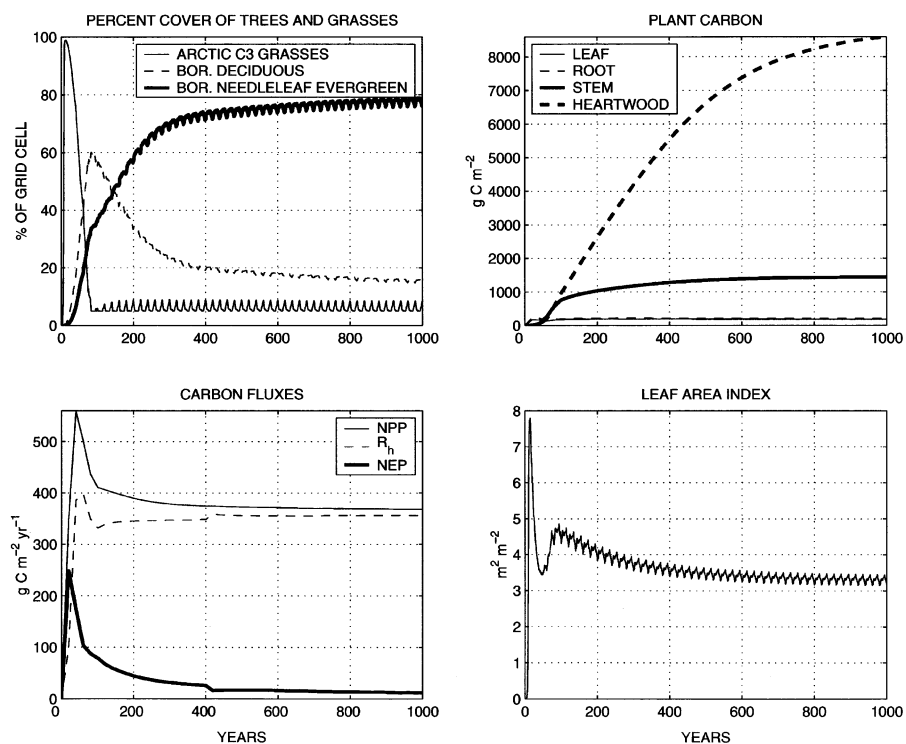 PERCENT COVER OF TREES AND GRASSES
100
80
60
40
20
0
% OF GRID CELL
ARCTIC C3 GRASSES
BOR. DECIDUOUS
BOR. NEEDLELEAF EVERGREEN
0 200 400 600 800 1000
PLANT CARBON
8000
7000
6000
5000
4000
3000
2000
1000
0
g C m-2
LEAF
ROOT
STEM
HEARTWOOD
0 200 400 600 800 1000
CARBON FLUXES
500
400
300
200
100
0
g C m-2 yr-1
NPP
Rh
NEP
0 200 400 600 800 1000
YEARS
LEAF AREA INDEX
8
7
6
5
4
3
2
1
0
m2 m-2
0 200 400 600 800 1000
YEARS